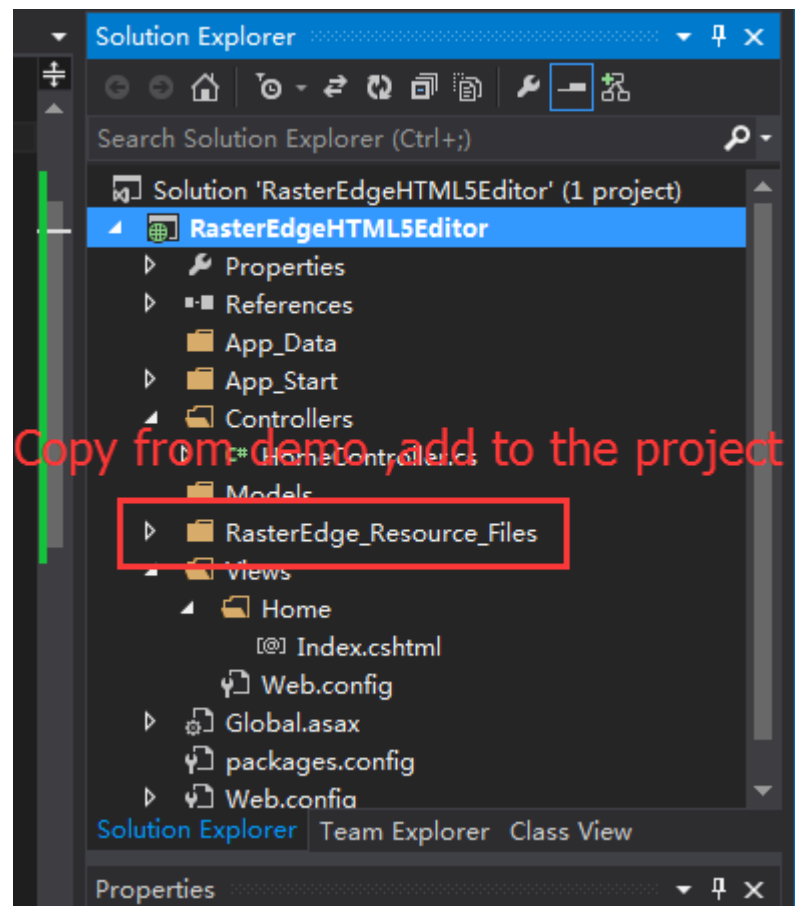 Solution Explorer
Search Solution Explorer (Ctrl+;)
Solution 'RasterEdgeHTML5Editor' (1 project)
RasterEdgeHTML5Editor
Properties
References
App_Data
App_Start
Controllers
Copy from demo, add to the project
C# HomeController.cs
Models
RasterEdge_Resource_Files
Views
Home
[@] Index.cshtml
Web.config
Global.asax
packages.config
Web.config
Solution Explorer Team Explorer Class View
Properties